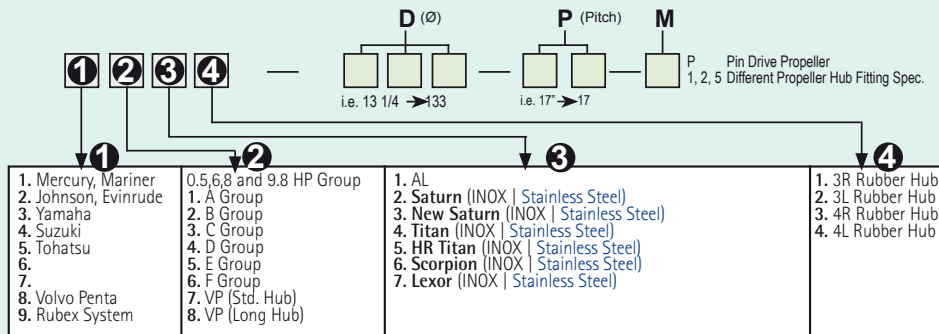 D (Ø) P (Pitch) M
1 2 3 4 — — —
P Pin Drive Propeller
1, 2, 5 Different Propeller Hub Fitting Spec.
i.e. 13 1/4 → 133 i.e. 17" → 17
1
1. Mercury, Mariner
2. Johnson, Evinrude
3. Yamaha
4. Suzuki
5. Tohatsu
6.
7.
8. Volvo Penta
9. Rubex System
2
0.5,6,8 and 9.8 HP Group
1. A Group
2. B Group
3. C Group
4. D Group
5. E Group
6. F Group
7. VP (Std. Hub)
8. VP (Long Hub)
3
1. AL
2. Saturn (INOX | Stainless Steel)
3. New Saturn (INOX | Stainless Steel)
4. Titan (INOX | Stainless Steel)
5. HR Titan (INOX | Stainless Steel)
6. Scorpion (INOX | Stainless Steel)
7. Lexor (INOX | Stainless Steel)
4
1. 3R Rubber Hub
2. 3L Rubber Hub
3. 4R Rubber Hub
4. 4L Rubber Hub